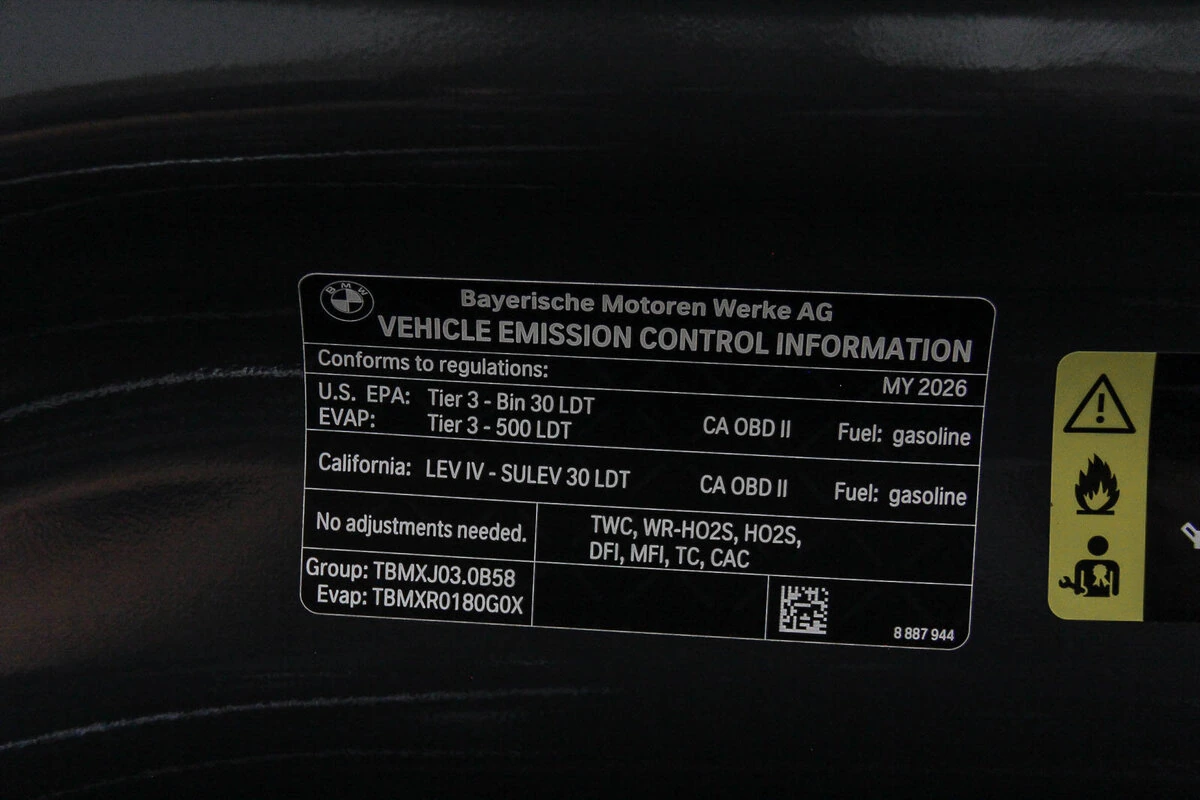 BMW
Bayerische Motoren Werke AG
VEHICLE EMISSION CONTROL INFORMATION
Conforms to regulations: MY 2026
U.S. EPA: Tier 3 - Bin 30 LDT
EVAP: Tier 3 - 500 LDT CA OBD II Fuel: gasoline
California: LEV IV - SULEV 30 LDT CA OBD II Fuel: gasoline
No adjustments needed.
TWC, WR-HO2S, HO2S,
DFI, MFI, TC, CAC
Group: TBMXJ03.0B58
Evap: TBMXR0180G0X
8 887 944